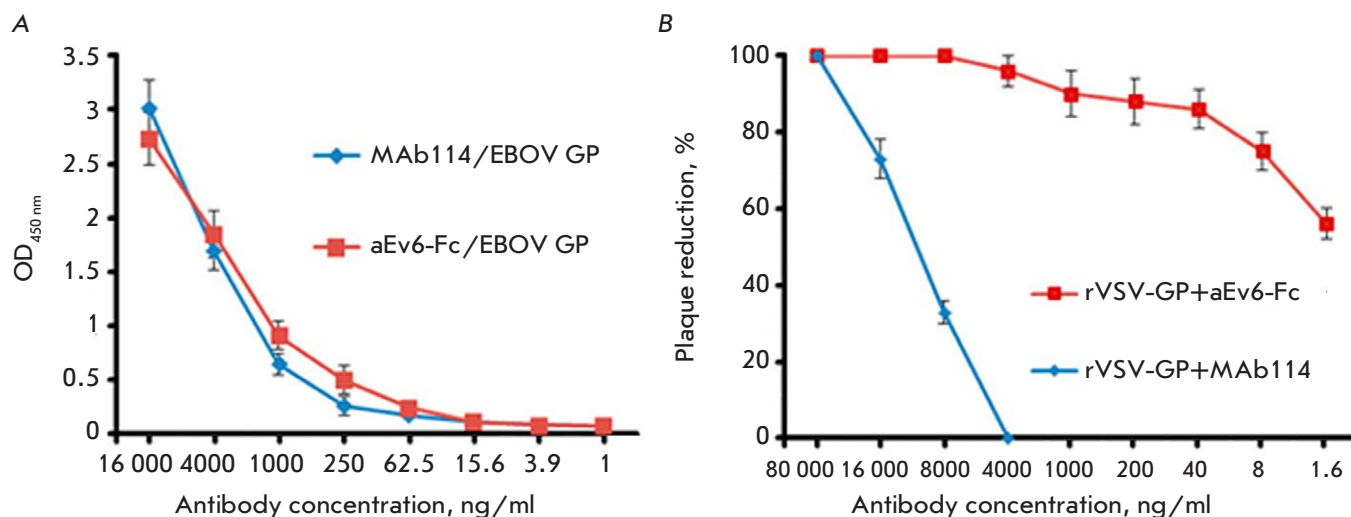 A
3.5
3
2.5
2
1.5
1
0.5
0
OD450 nm
MAb114/EBOV GP
aEv6-Fc/EBOV GP
16 000 4000 1000 250 62.5 15.6 3.9 1
Antibody concentration, ng/ml
B
100
80
60
40
20
0
Plaque reduction, %
rVSV-GP+aEv6-Fc
rVSV-GP+MAb114
80 000 16 000 8000 4000 1000 200 40 8 1.6
Antibody concentration, ng/ml